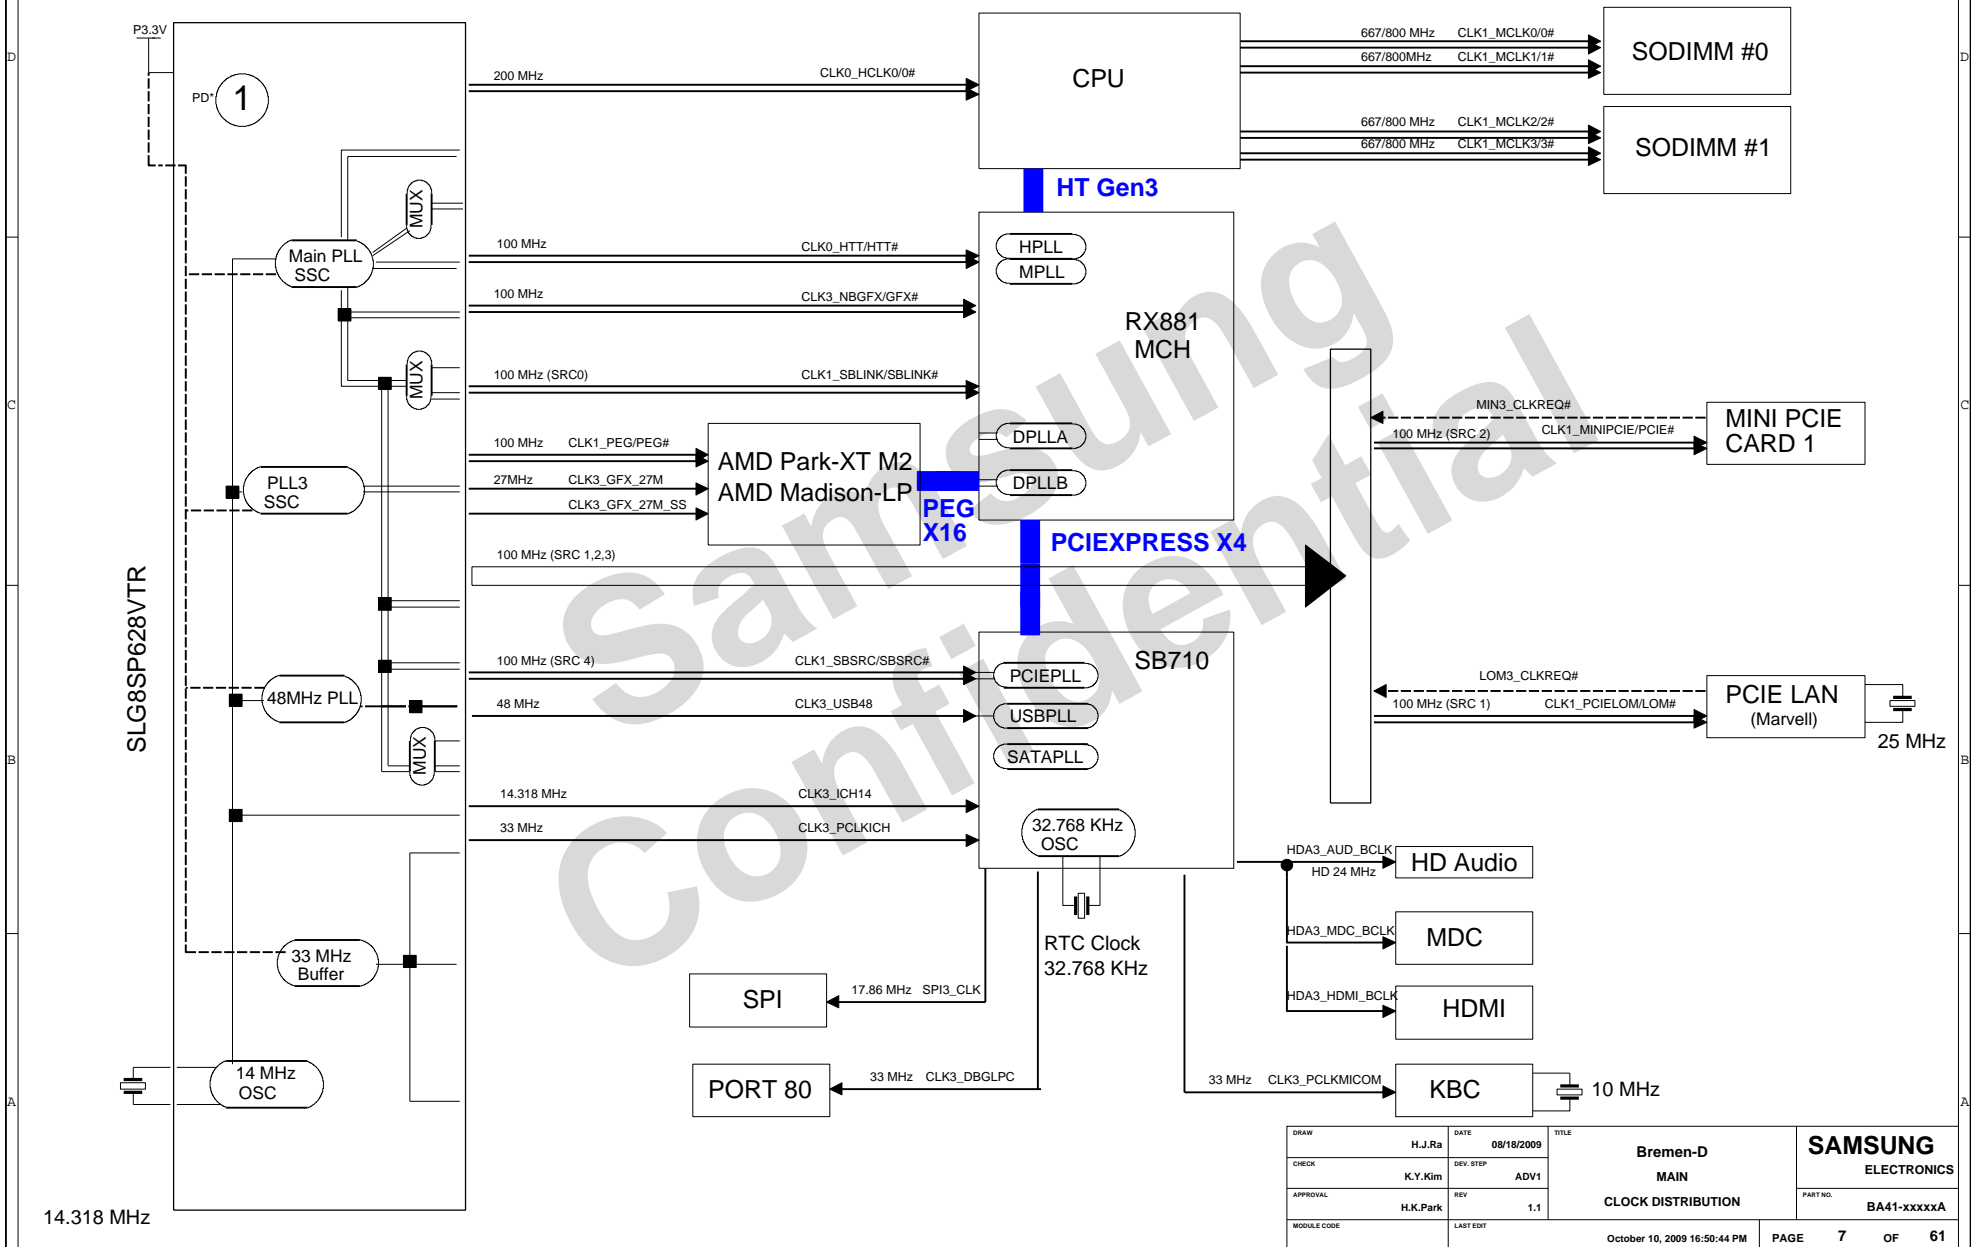 D
D
C
C
B
B
A
A
P3.3V
PD*
1
SLG8SP628VTR
MUX
Main PLL
SSC
MUX
PLL3
SSC
48MHz PLL
MUX
33 MHz
Buffer
14 MHz
OSC
14.318 MHz
200 MHz CLK0_HCLK0/0#
100 MHz CLK0_HTT/HTT#
100 MHz CLK3_NBGFX/GFX#
100 MHz (SRC0) CLK1_SBLINK/SBLINK#
100 MHz CLK1_PEG/PEG#
27MHz CLK3_GFX_27M
CLK3_GFX_27M_SS
100 MHz (SRC 1,2,3)
100 MHz (SRC 4) CLK1_SBSRC/SBSRC#
48 MHz CLK3_USB48
14.318 MHz CLK3_ICH14
33 MHz CLK3_PCLKICH
CPU
667/800 MHz CLK1_MCLK0/0#
667/800MHz CLK1_MCLK1/1#
SODIMM #0
667/800 MHz CLK1_MCLK2/2#
667/800 MHz CLK1_MCLK3/3#
SODIMM #1
HT Gen3
HPLL
MPLL
RX881
MCH
DPLLA
DPLLB
AMD Park-XT M2
AMD Madison-LP
PEG
X16
PCIEXPRESS X4
SB710
PCIEPLL
USBPLL
SATAPLL
32.768 KHz
OSC
RTC Clock
32.768 KHz
MIN3_CLKREQ#
100 MHz (SRC 2) CLK1_MINIPCIE/PCIE#
MINI PCIE
CARD 1
LOM3_CLKREQ#
100 MHz (SRC 1) CLK1_PCIELOM/LOM#
PCIE LAN
(Marvell)
25 MHz
HDA3_AUD_BCLK
HD 24 MHz
HD Audio
HDA3_MDC_BCLK
MDC
HDA3_HDMI_BCLK
HDMI
SPI
17.86 MHz SPI3_CLK
PORT 80
33 MHz CLK3_DBGLPC
33 MHz CLK3_PCLKMICOM
KBC
10 MHz
Samsung
Confidential
DRAW
H.J.Ra
DATE
08/18/2009
TITLE
Bremen-D
MAIN
CLOCK DISTRIBUTION
SAMSUNG
ELECTRONICS
CHECK
K.Y.Kim
DEV. STEP
ADV1
APPROVAL
H.K.Park
REV
1.1
PART NO.
BA41-xxxxxA
MODULE CODE
LAST EDIT
October 10, 2009 16:50:44 PM
PAGE 7 OF 61